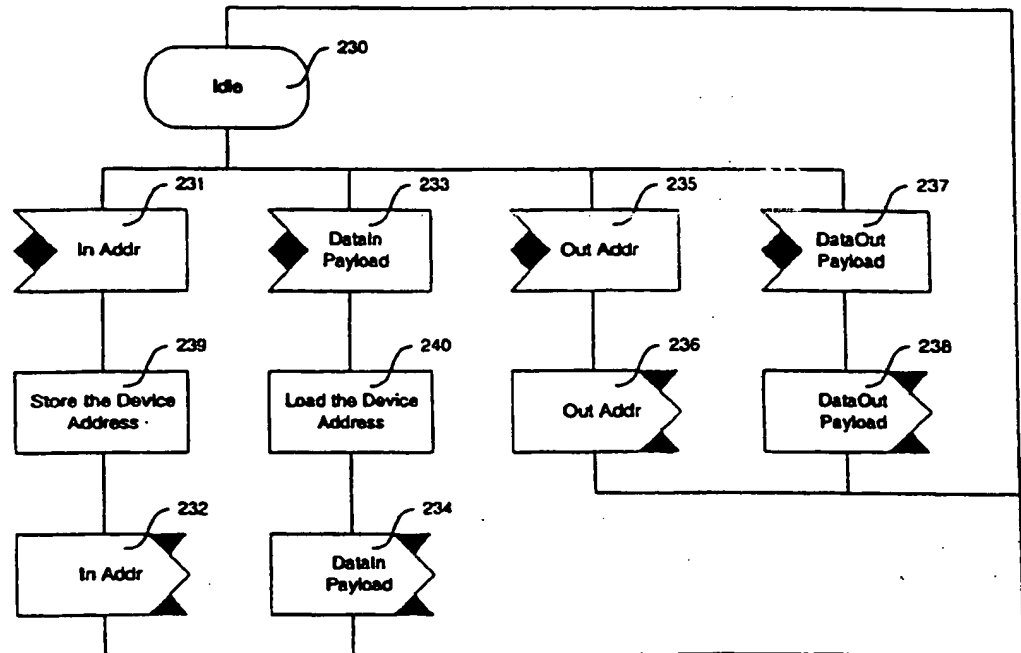 230
Idle
231
233
235
237
In Addr
DataIn
Payload
Out Addr
DataOut
Payload
239
240
236
238
Store the Device
Address
Load the Device
Address
Out Addr
DataOut
Payload
232
234
In Addr
DataIn
Payload